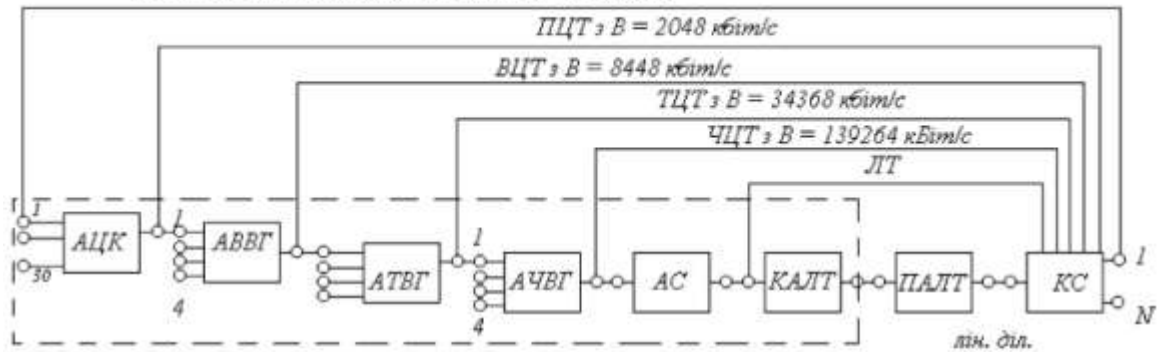 ПЦТ з B = 2048 кбіт/с
ВЦТ з B = 8448 кбіт/с
ТЦТ з B = 34368 кбіт/с
ЧЦТ з B = 139264 кБіт/с
ЛТ
1
АЦК
30
1
АВВГ
4
АТВГ
1
АЧВГ
4
АС
КАЛТ
ПАЛТ
КС
1
N
лін. діл.